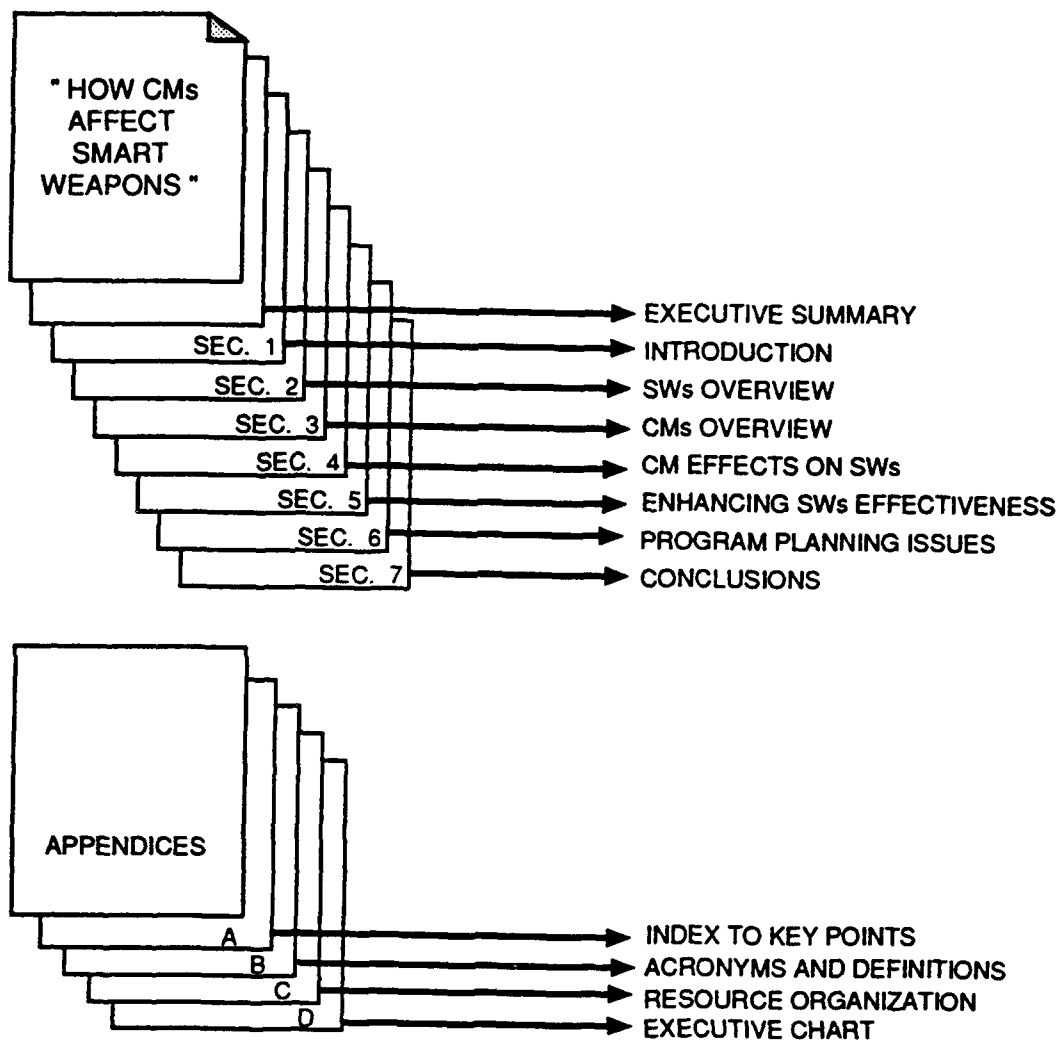 " HOW CMs
AFFECT
SMART
WEAPONS "
EXECUTIVE SUMMARY
SEC. 1 INTRODUCTION
SEC. 2 SWs OVERVIEW
SEC. 3 CMs OVERVIEW
SEC. 4 CM EFFECTS ON SWs
SEC. 5 ENHANCING SWs EFFECTIVENESS
SEC. 6 PROGRAM PLANNING ISSUES
SEC. 7 CONCLUSIONS
APPENDICES
A INDEX TO KEY POINTS
B ACRONYMS AND DEFINITIONS
C RESOURCE ORGANIZATION
D EXECUTIVE CHART